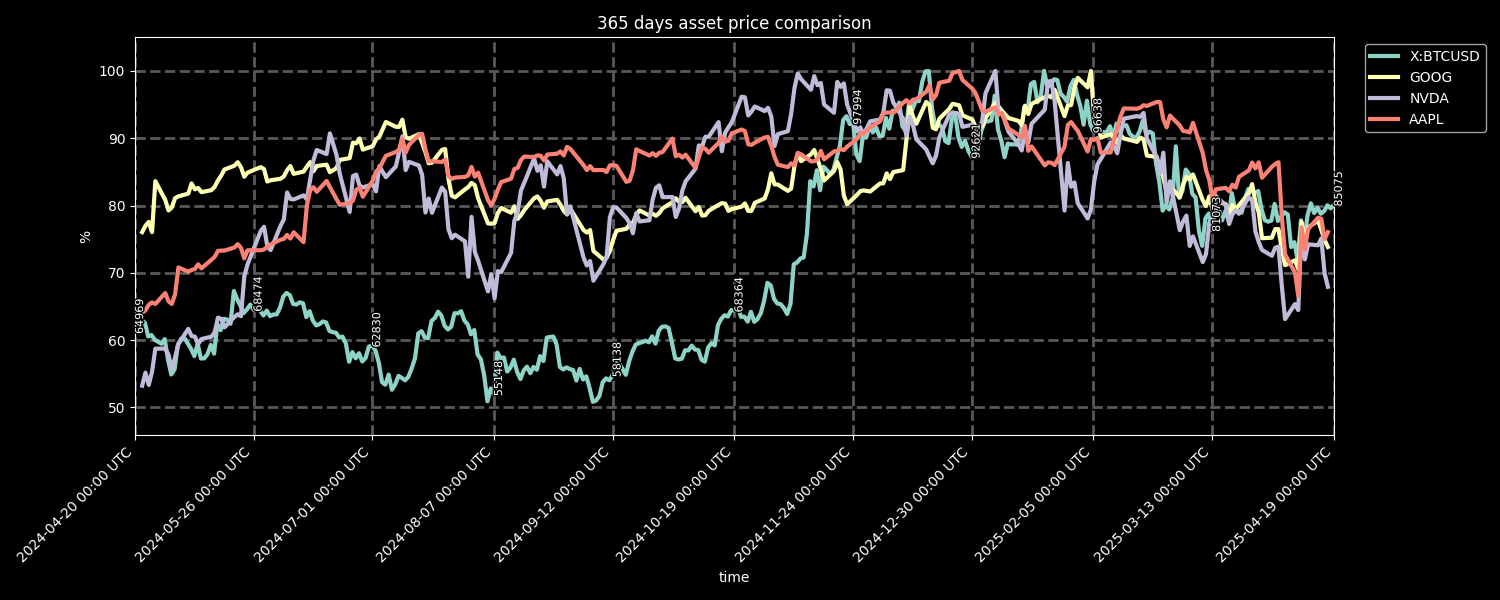 365 days asset price comparison
X:BTCUSD
GOOG
NVDA
AAPL
%
100
90
80
70
60
50
64969
68474
62830
55148
58138
68364
97994
92621
96638
81073
85075
2024-04-20 00:00 UTC
2024-05-26 00:00 UTC
2024-07-01 00:00 UTC
2024-08-07 00:00 UTC
2024-09-12 00:00 UTC
2024-10-19 00:00 UTC
2024-11-24 00:00 UTC
2024-12-30 00:00 UTC
2025-02-05 00:00 UTC
2025-03-13 00:00 UTC
2025-04-19 00:00 UTC
time